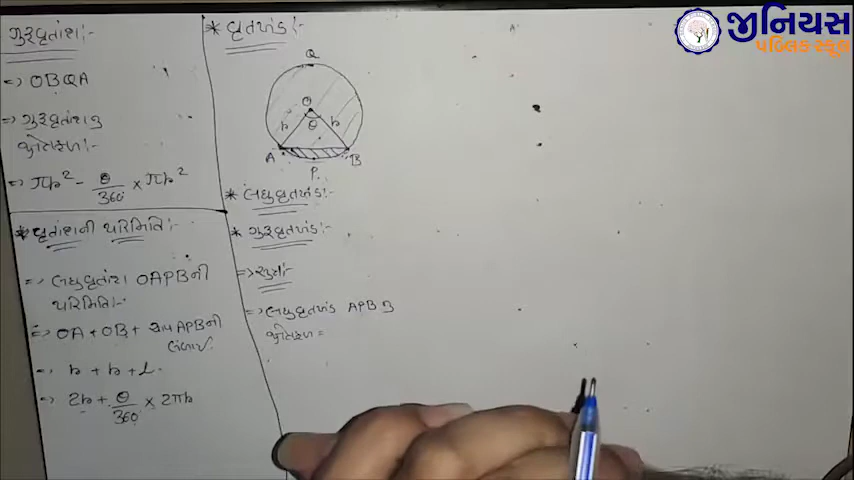 જીનિયસ
પબ્લિક સ્કૂલ
ગુરુવૃતાંશ:-
=> OBQA
=> ગુરુવૃતાંશનુ
ક્ષેત્રફળ:-
=> πr² - θ/360 × πr²
* વૃતાંશની પરિમિતિ:-
=> લઘુવૃતાંશ OAPBની
પરિમિતિ:-
=> OA + OB + ચાપ APBની
લંબાઈ.
=> r + r + L.
=> 2r + θ/360 × 2πr
* વૃતખંડ:-
Q
O
r θ r
A B
P
* લઘુવૃતખંડ:-
* ગુરુવૃતખંડ:-
=> લઘુવૃતખંડ APB નુ
ક્ષેત્રફળ =